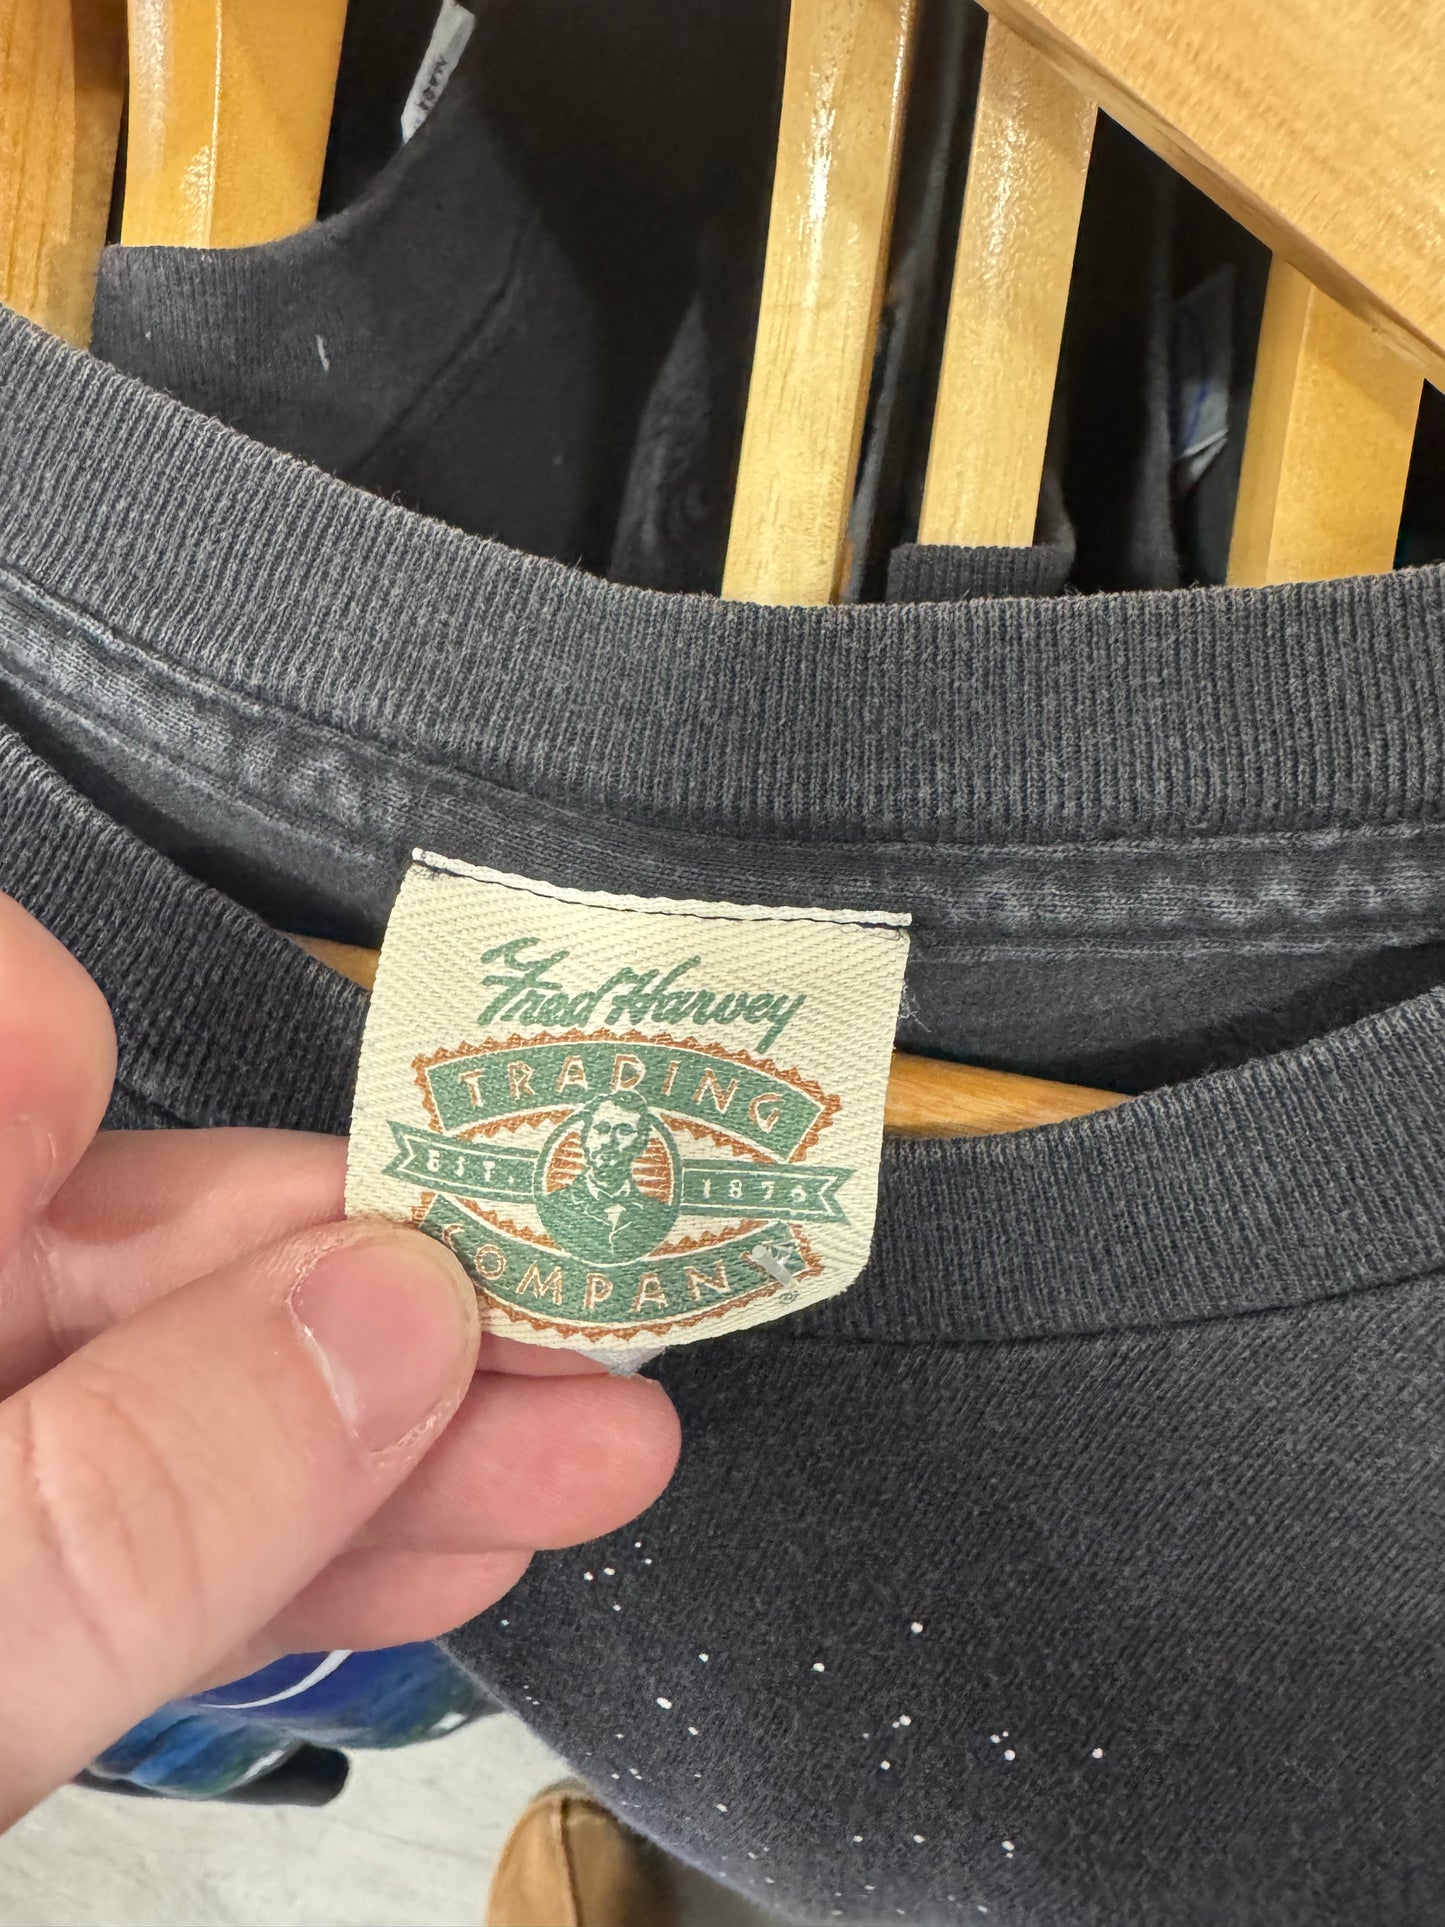 Fred Harvey
TRADING
EST. 1876
COMPANY